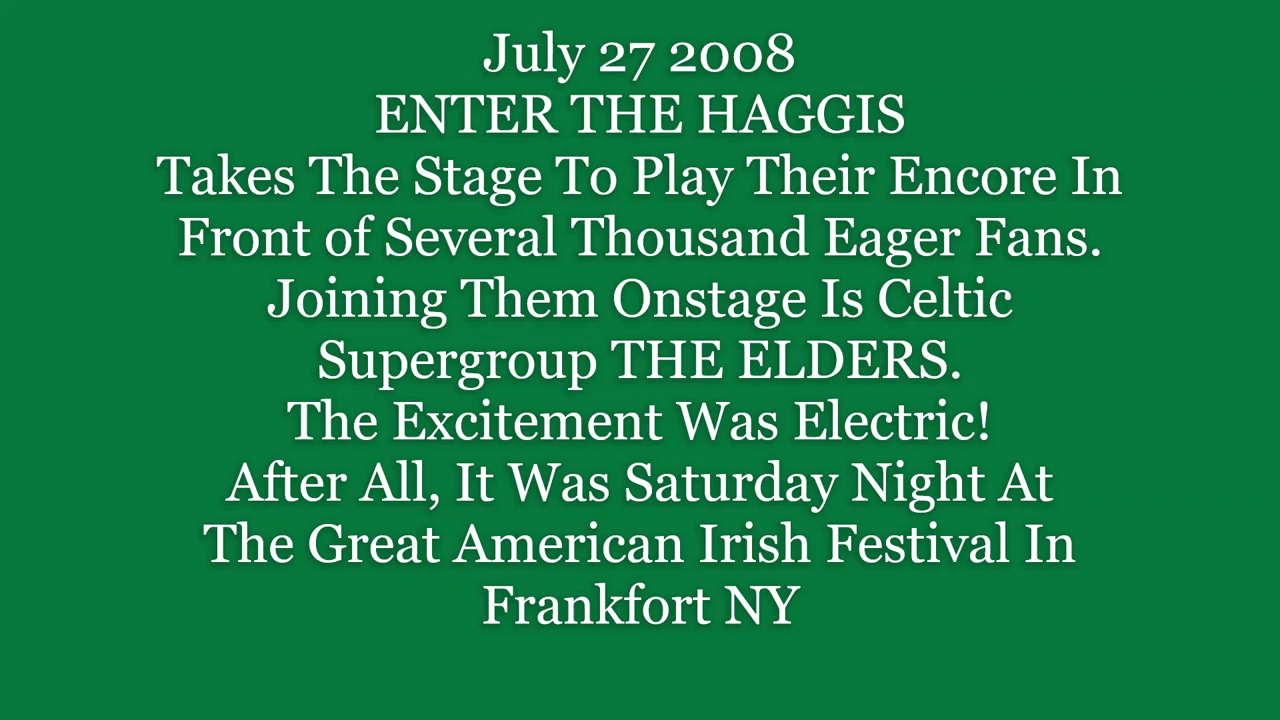 July 27 2008
ENTER THE HAGGIS
Takes The Stage To Play Their Encore In
Front of Several Thousand Eager Fans.
Joining Them Onstage Is Celtic
Supergroup THE ELDERS.
The Excitement Was Electric!
After All, It Was Saturday Night At
The Great American Irish Festival In
Frankfort NY